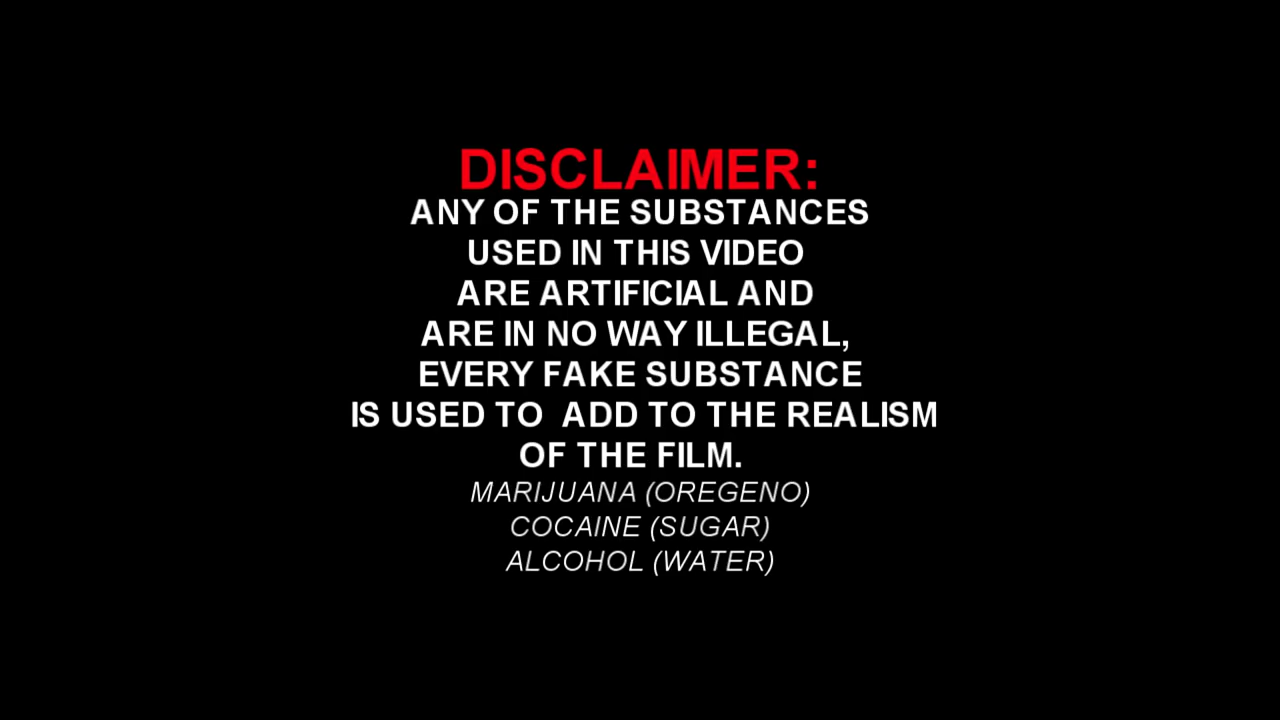 DISCLAIMER:
ANY OF THE SUBSTANCES
USED IN THIS VIDEO
ARE ARTIFICIAL AND
ARE IN NO WAY ILLEGAL,
EVERY FAKE SUBSTANCE
IS USED TO  ADD TO THE REALISM
OF THE FILM.
MARIJUANA (OREGENO)
COCAINE (SUGAR)
ALCOHOL (WATER)